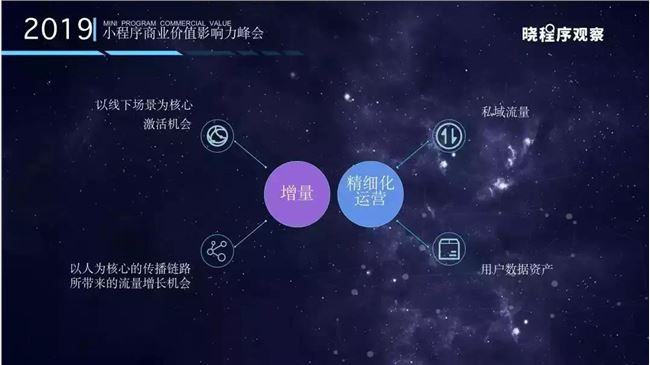 2019
MINI PROGRAM COMMERCIAL VALUE
小程序商业价值影响力峰会
晓程序观察
以线下场景为核心
激活机会
增量
以人为核心的传播链路
所带来的流量增长机会
精细化
运营
私域流量
用户数据资产